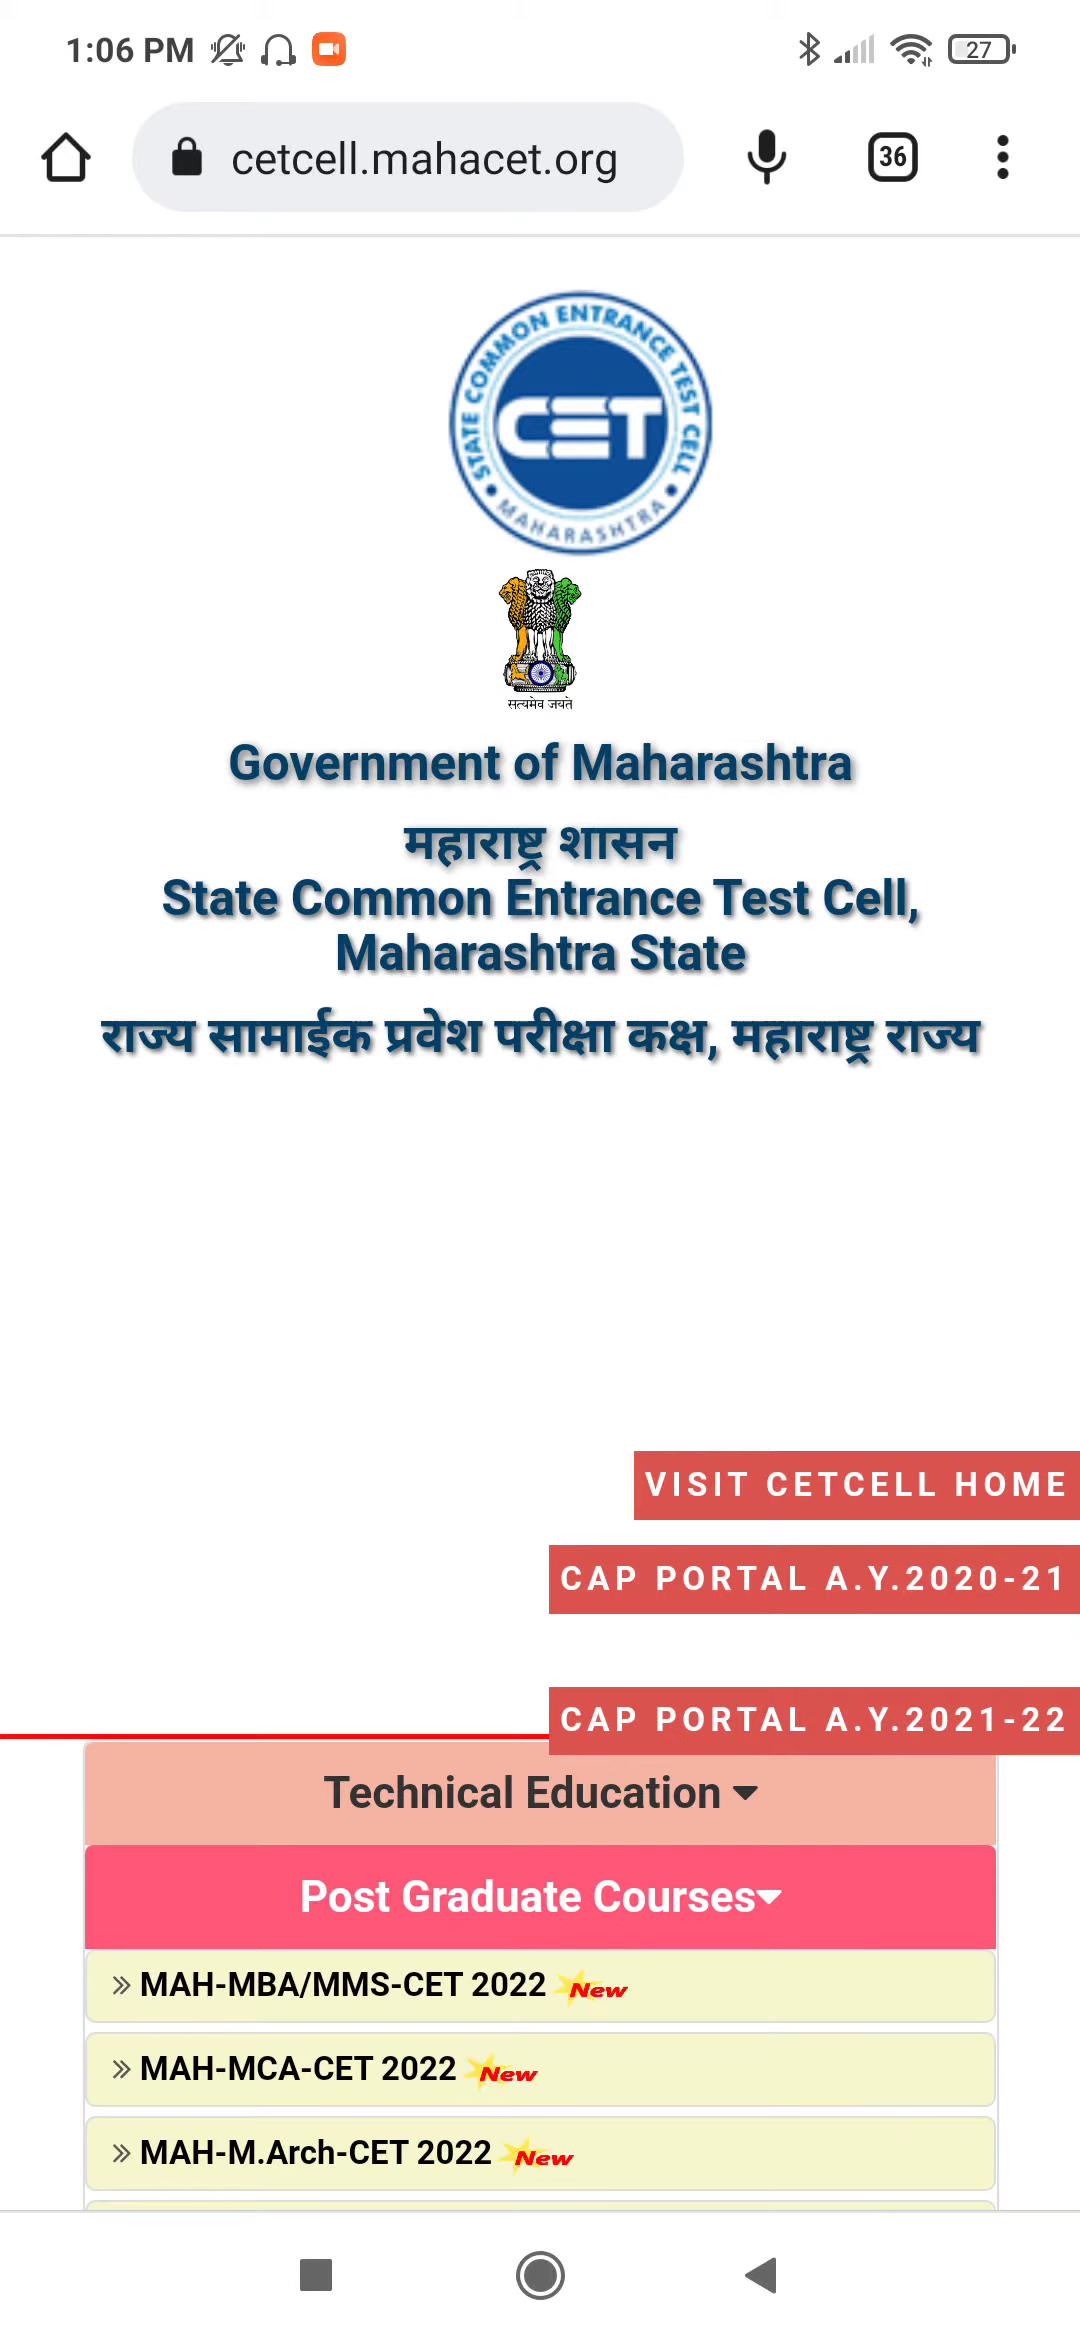 1:06 PM
27
cetcell.mahacet.org
36
STATE COMMON ENTRANCE TEST CELL
CET
MAHARASHTRA
सत्यमेव जयते
Government of Maharashtra
महाराष्ट्र शासन
State Common Entrance Test Cell,
Maharashtra State
राज्य सामाईक प्रवेश परीक्षा कक्ष, महाराष्ट्र राज्य
VISIT CETCELL HOME
CAP PORTAL A.Y.2020-21
CAP PORTAL A.Y.2021-22
Technical Education
Post Graduate Courses
» MAH-MBA/MMS-CET 2022 New
» MAH-MCA-CET 2022 New
» MAH-M.Arch-CET 2022 New